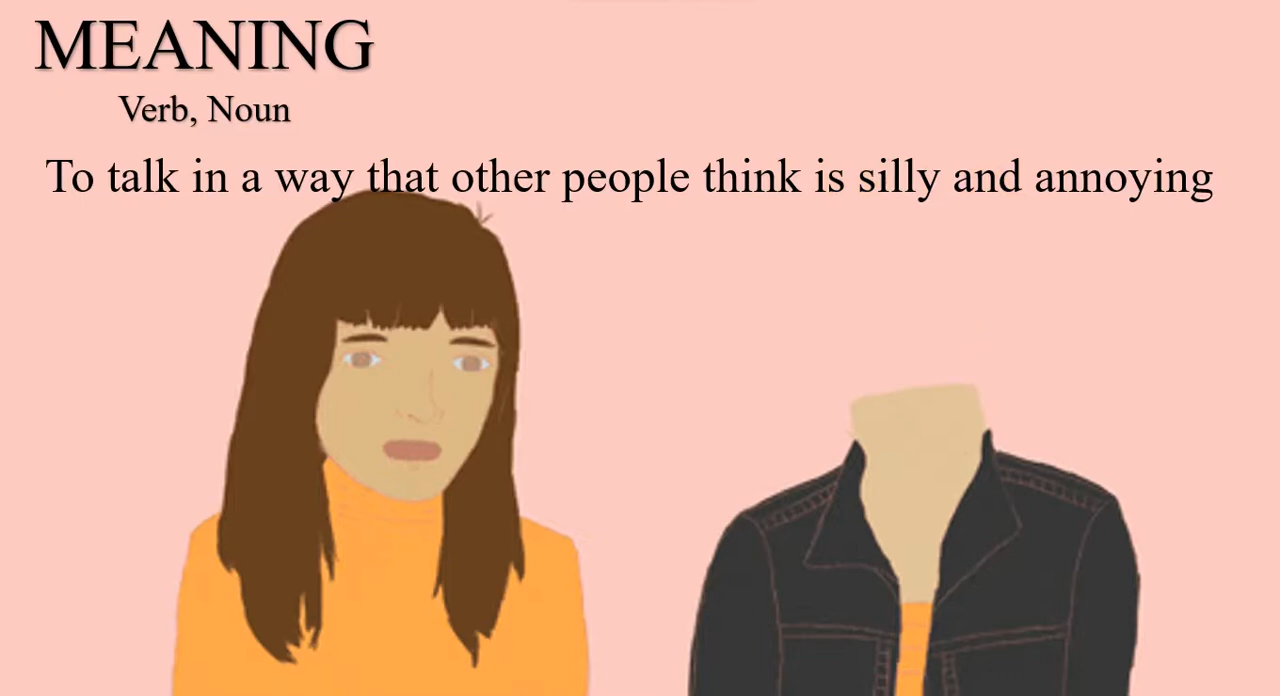 MEANING
Verb, Noun
To talk in a way that other people think is silly and annoying